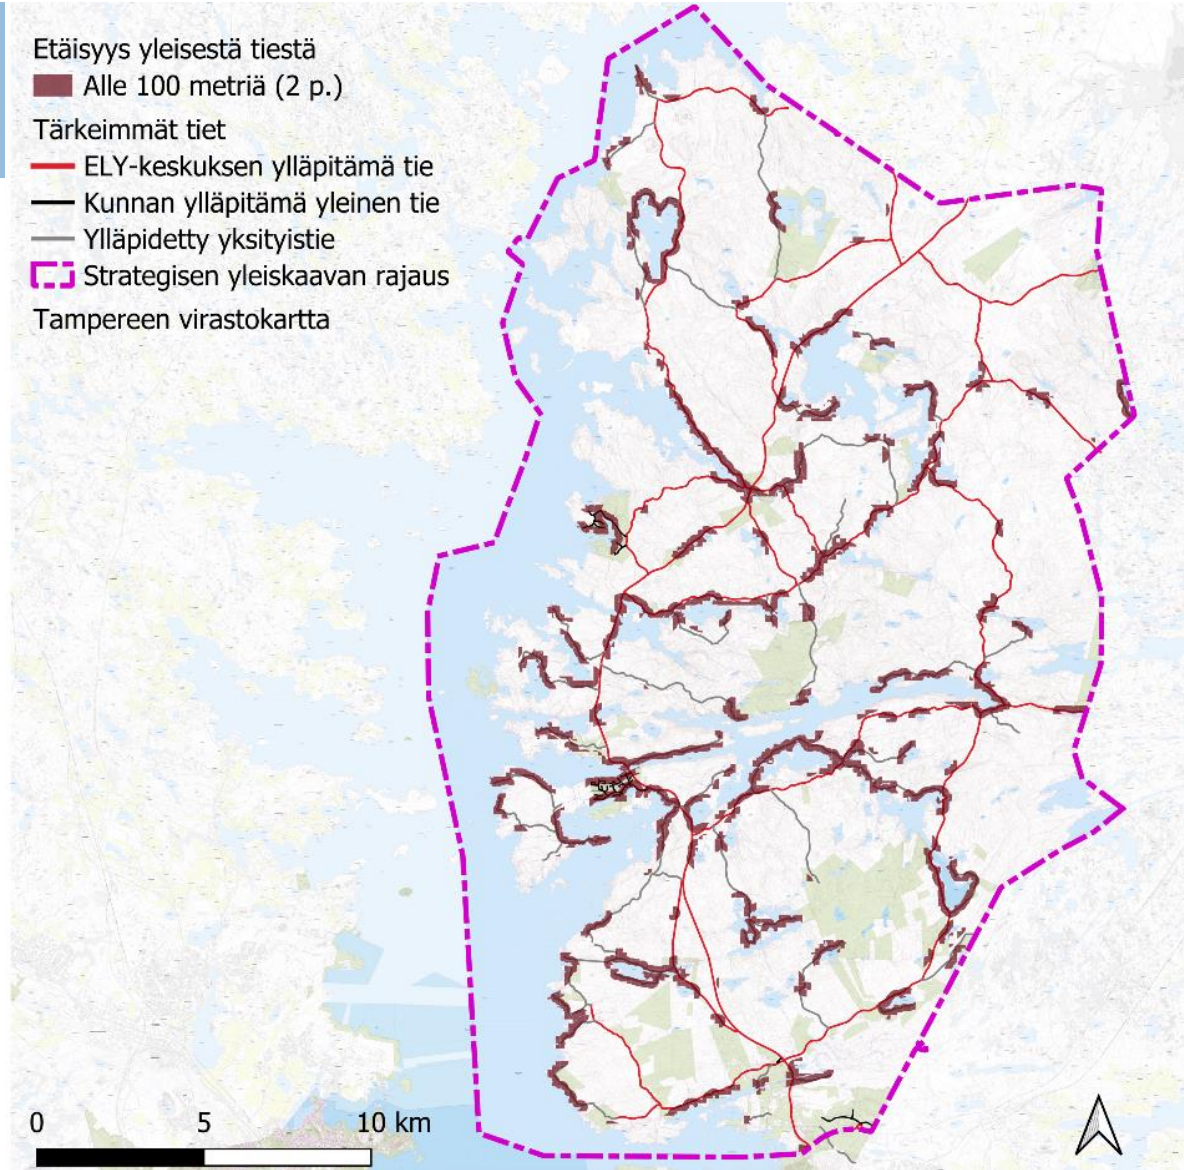 Etäisyys yleisestä tiestä
Alle 100 metriä (2 p.)
Tärkeimmät tiet
ELY-keskuksen ylläpitämä tie
Kunnan ylläpitämä yleinen tie
Ylläpidetty yksityistie
Strategisen yleiskaavan rajaus
Tampereen virastokartta
0 5 10 km